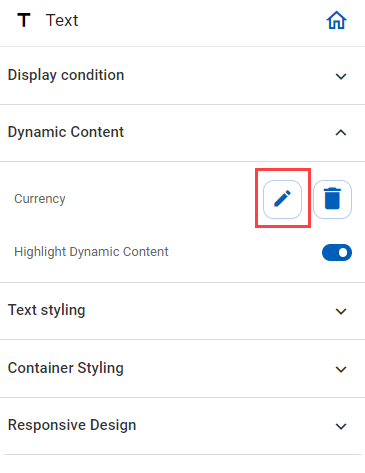 Text
Display condition
Dynamic Content
Currency
Highlight Dynamic Content
Text styling
Container Styling
Responsive Design